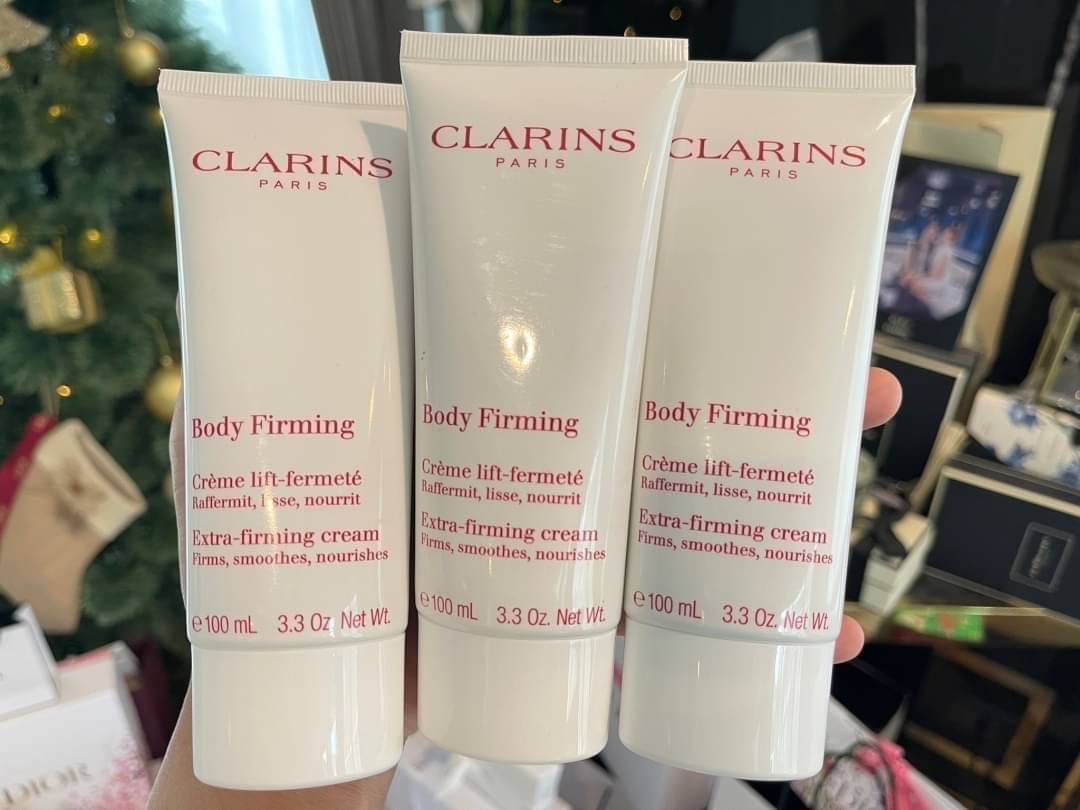 CLARINS
PARIS
Body Firming
Crème lift-fermeté
Raffermit, lisse, nourrit
Extra-firming cream
Firms, smoothes, nourishes
e 100 mL 3.3 Oz. Net Wt.
CLARINS
PARIS
Body Firming
Crème lift-fermeté
Raffermit, lisse, nourrit
Extra-firming cream
Firms, smoothes, nourishes
e 100 mL 3.3 Oz. Net Wt.
CLARINS
PARIS
Body Firming
Crème lift-fermeté
Raffermit, lisse, nourrit
Extra-firming cream
Firms, smoothes, nourishes
e 100 mL 3.3 Oz. Net Wt.
DIOR